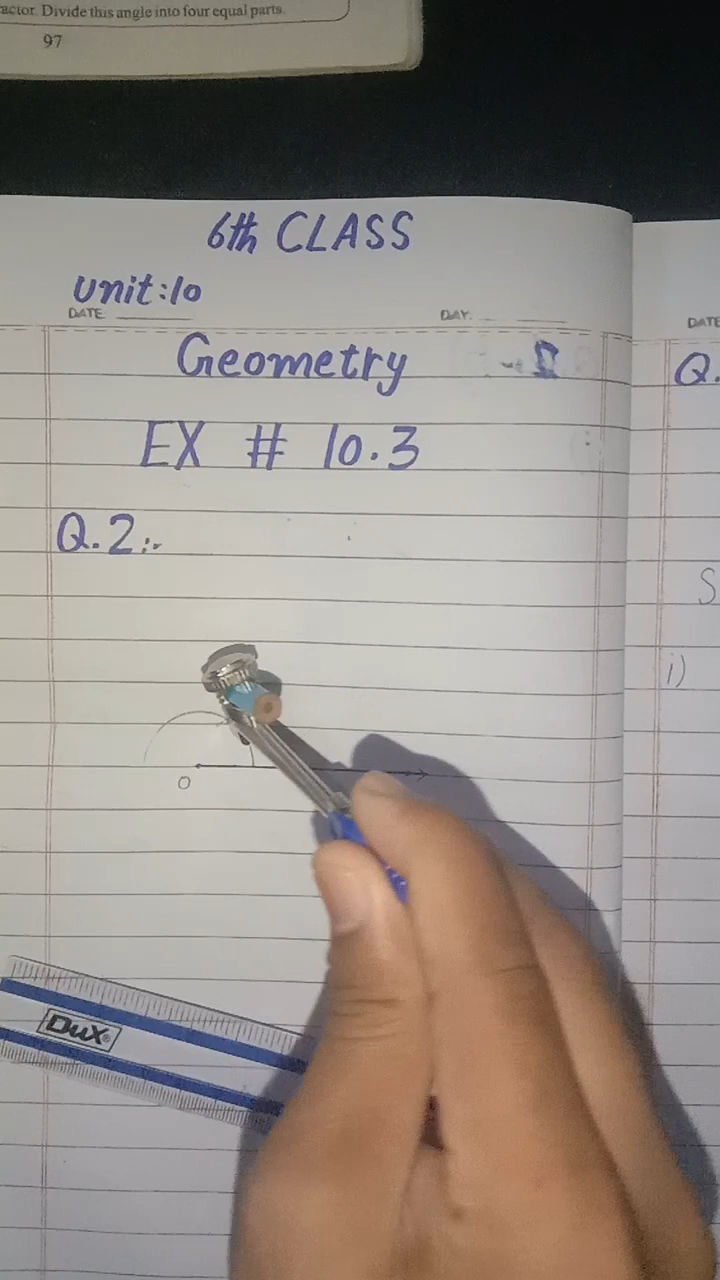 actor. Divide this angle into four equal parts.
97
6th CLASS
Unit:10
DATE
DAY
Geometry
EX # 10.3
Q.2:-
O
DUX
DATE
Q.
S
i)